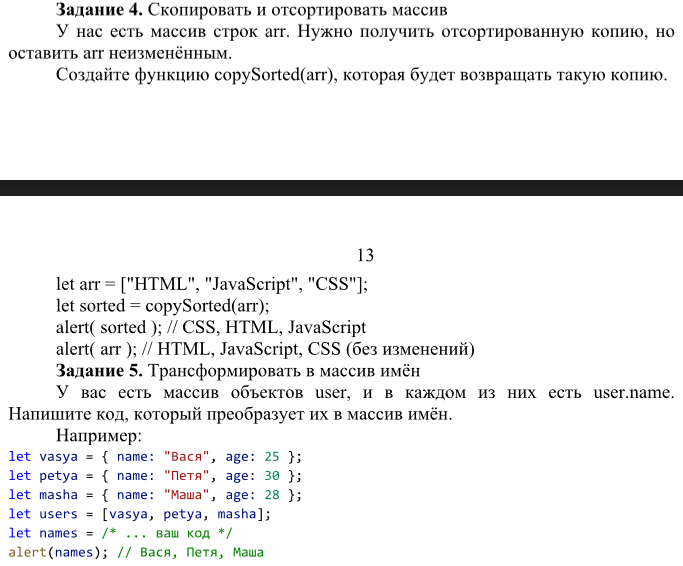 Задание 4. Скопировать и отсортировать массив
У нас есть массив строк arr. Нужно получить отсортированную копию, но
оставить arr неизменённым.
Создайте функцию copySorted(arr), которая будет возвращать такую копию.
13
let arr = ["HTML", "JavaScript", "CSS"];
let sorted = copySorted(arr);
alert( sorted ); // CSS, HTML, JavaScript
alert( arr ); // HTML, JavaScript, CSS (без изменений)
Задание 5. Трансформировать в массив имён
У вас есть массив объектов user, и в каждом из них есть user.name.
Напишите код, который преобразует их в массив имён.
Например:
let vasya = { name: "Вася", age: 25 };
let petya = { name: "Петя", age: 30 };
let masha = { name: "Маша", age: 28 };
let users = [vasya, petya, masha];
let names = /* ... ваш код */
alert(names); // Вася, Петя, Маша